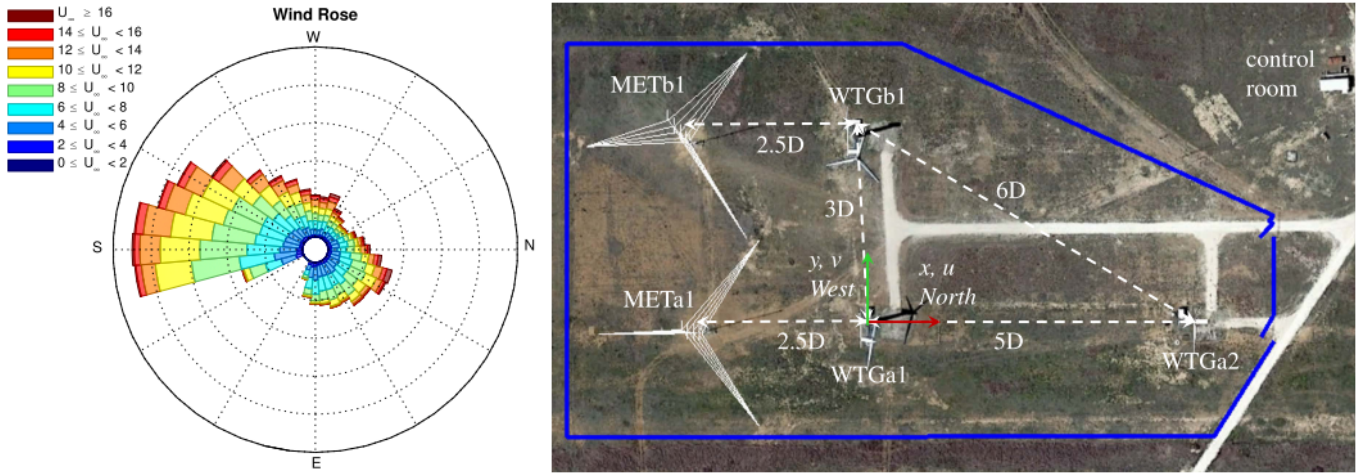 U∞ ≥ 16
14 ≤ U∞ < 16
12 ≤ U∞ < 14
10 ≤ U∞ < 12
8 ≤ U∞ < 10
6 ≤ U∞ < 8
4 ≤ U∞ < 6
2 ≤ U∞ < 4
0 ≤ U∞ < 2
Wind Rose
W
S
N
E
METb1
WTGb1
control
room
2.5D
6D
3D
y, v
West
x, u
North
METa1
2.5D
5D
WTGa1
WTGa2